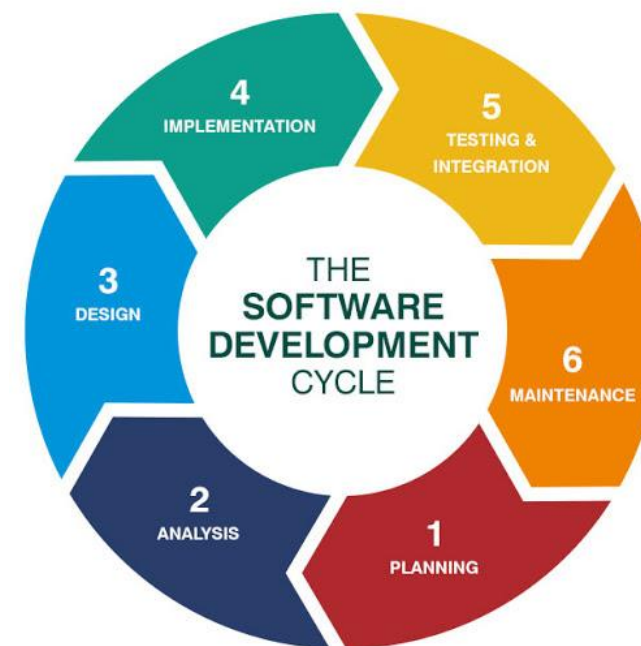 THE
SOFTWARE
DEVELOPMENT
CYCLE
1
PLANNING
2
ANALYSIS
3
DESIGN
4
IMPLEMENTATION
5
TESTING &
INTEGRATION
6
MAINTENANCE